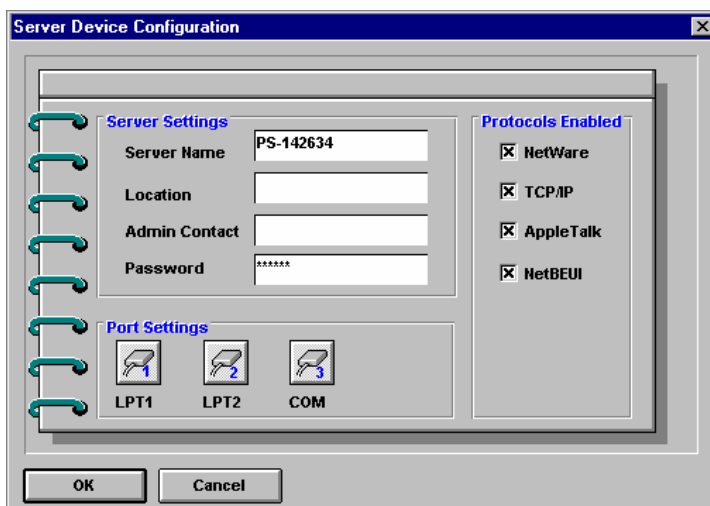 Server Device Configuration
Server Settings
Server Name PS-142634
Location
Admin Contact
Password ******
Protocols Enabled
NetWare
TCP/IP
AppleTalk
NetBEUI
Port Settings
1 2 3
LPT1 LPT2 COM
OK Cancel